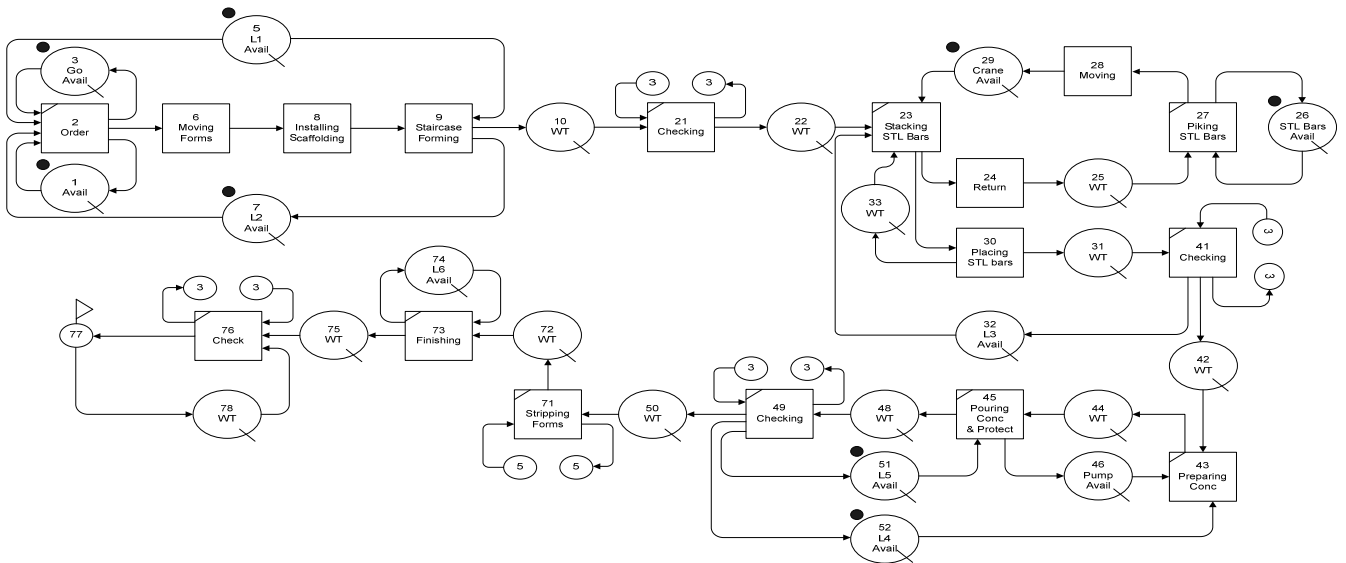 5
L1
Avail
3
Go
Avail
2
Order
1
Avail
7
L2
Avail
6
Moving
Forms
8
Installing
Scaffolding
9
Staircase
Forming
10
WT
3
3
21
Checking
22
WT
23
Stacking
STL Bars
29
Crane
Avail
28
Moving
27
Piking
STL Bars
26
STL Bars
Avail
24
Return
25
WT
33
WT
30
Placing
STL bars
31
WT
41
Checking
3
3
32
L3
Avail
42
WT
74
L6
Avail
3
3
77
76
Check
75
WT
73
Finishing
72
WT
78
WT
71
Stripping
Forms
5
5
50
WT
3
3
49
Checking
48
WT
45
Pouring
Conc
& Protect
44
WT
51
L5
Avail
46
Pump
Avail
43
Preparing
Conc
52
L4
Avail